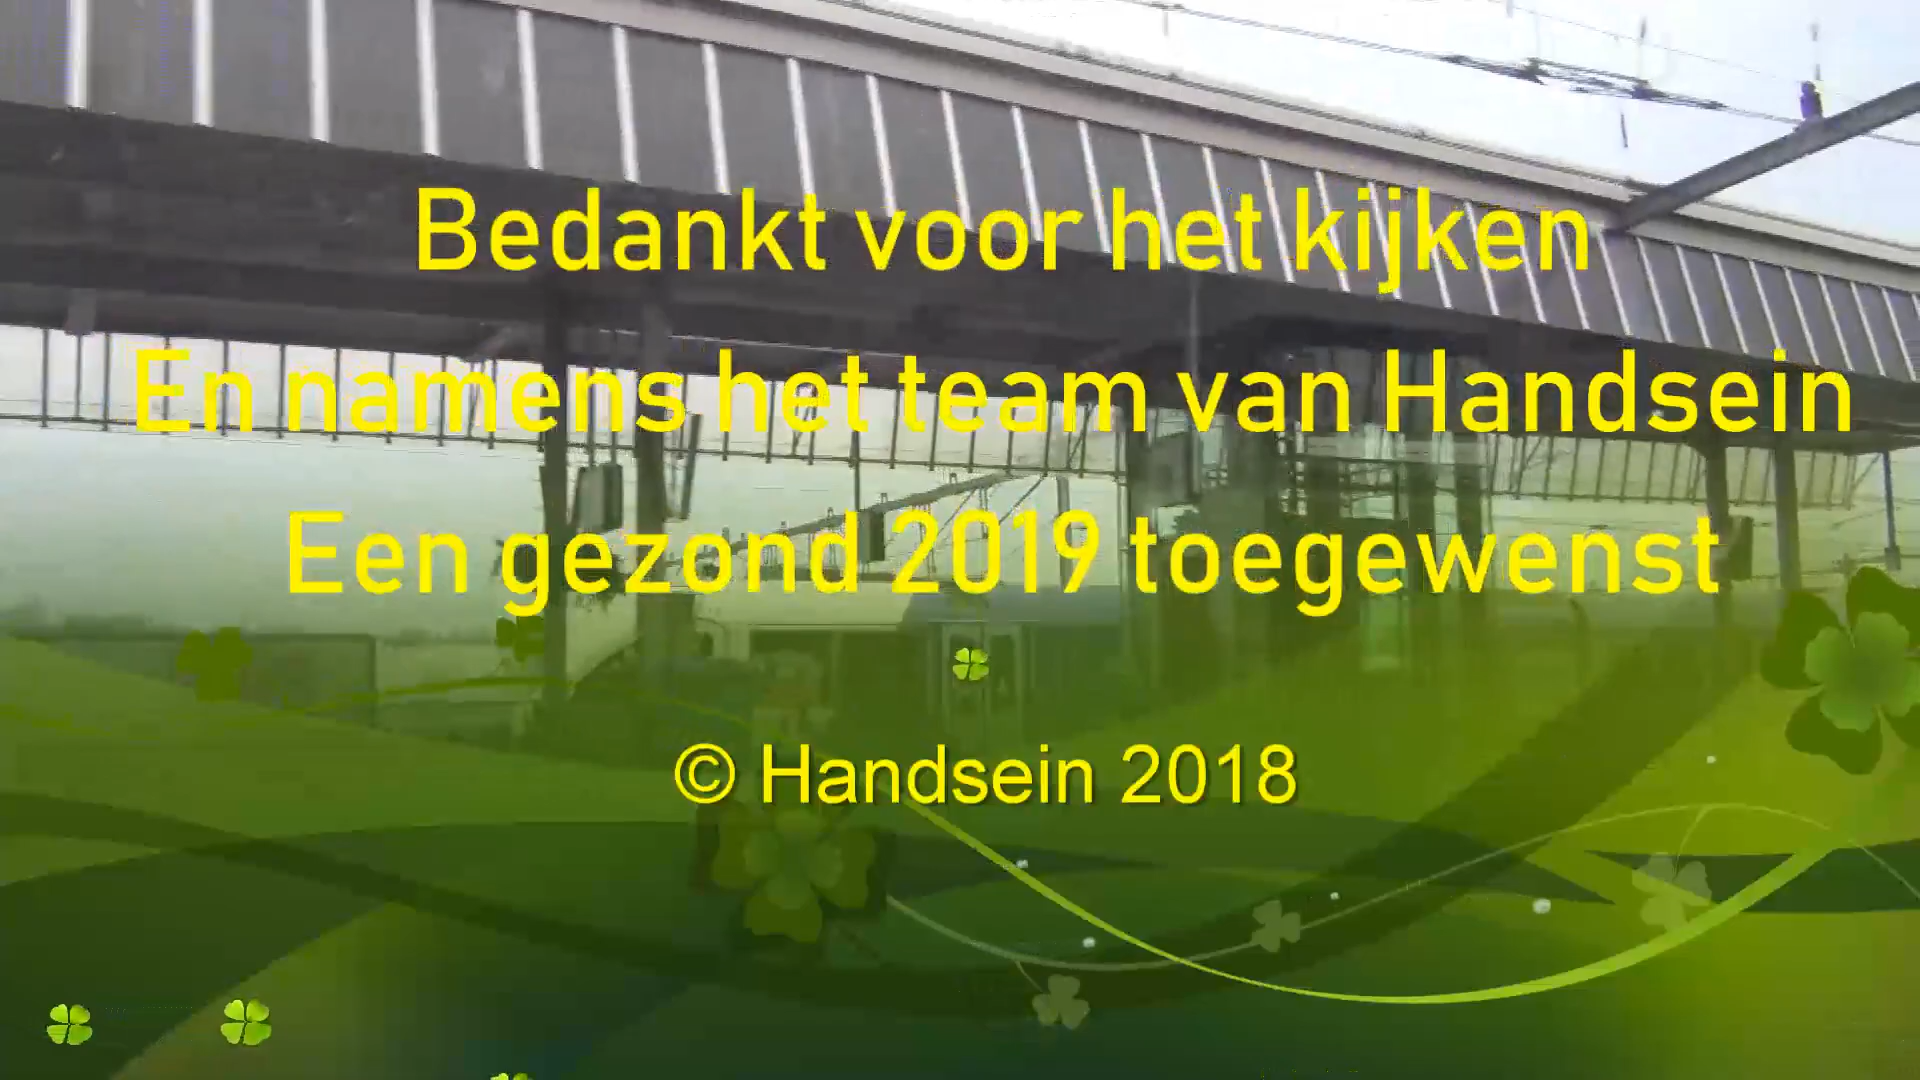 Bedankt voor het kijken
En namens het team van Handsein
Een gezond 2019 toegewenst
© Handsein 2018